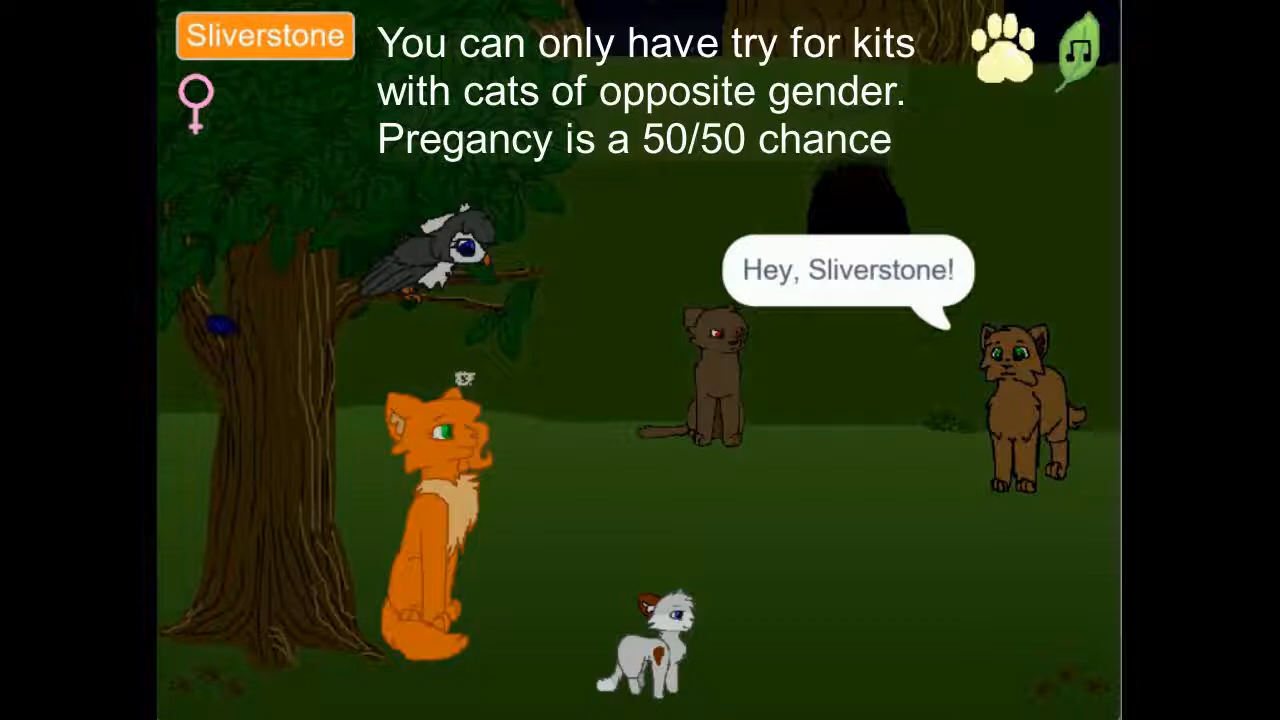 Sliverstone
You can only have try for kits
with cats of opposite gender.
Pregancy is a 50/50 chance
Hey, Sliverstone!